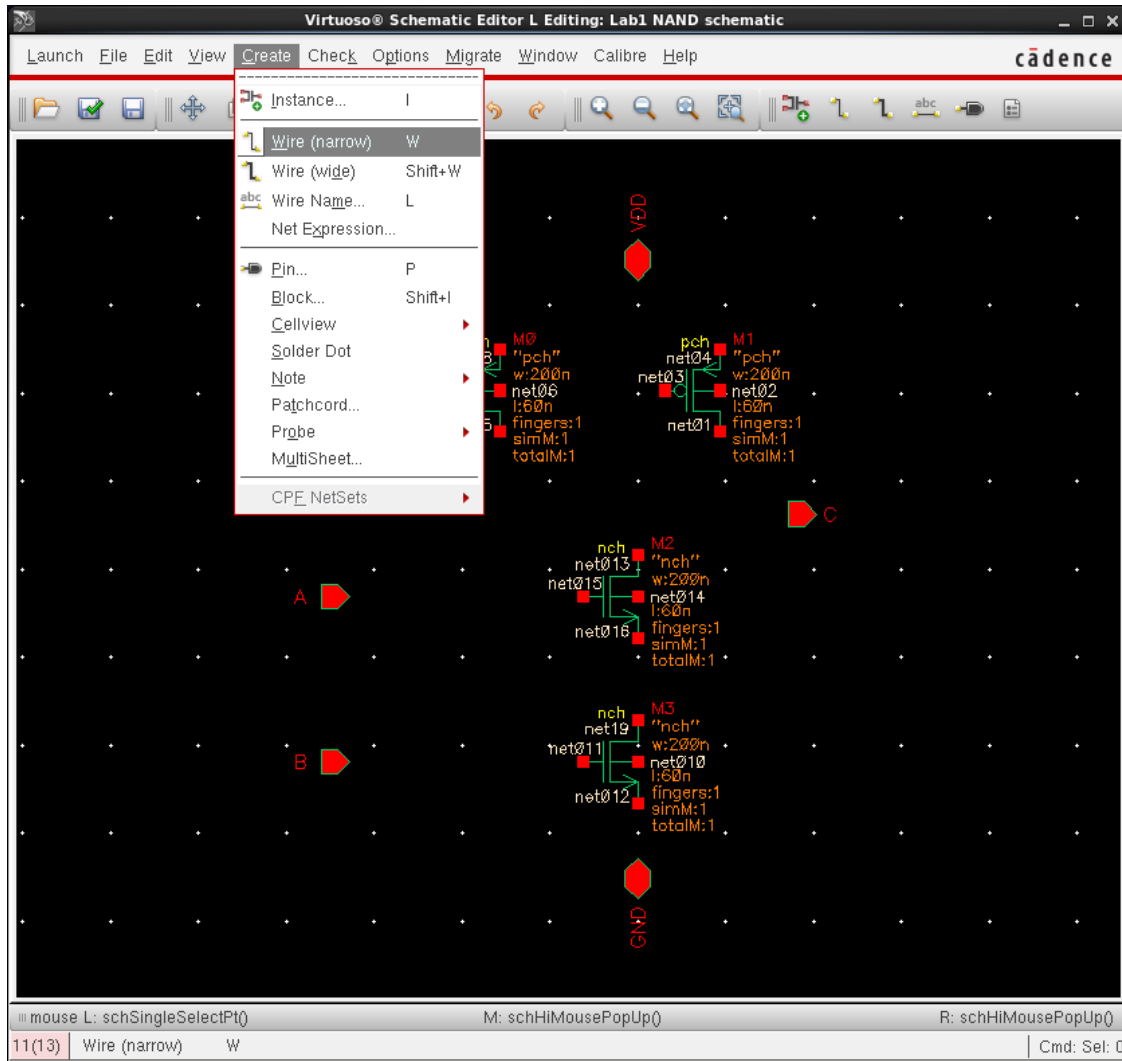 Virtuoso® Schematic Editor L Editing: Lab1 NAND schematic
Launch File Edit View Create Check Options Migrate Window Calibre Help
cādence
Instance... I
Wire (narrow) W
Wire (wide) Shift+W
abc Wire Name... L
Net Expression...
Pin... P
Block... Shift+I
Cellview
Solder Dot
Note
Patchcord...
Probe
MultiSheet...
CPF NetSets
abc
VDD
M0
"pch"
w:200n
net06
l:60n
fingers:1
simM:1
totalM:1
pch M1
net04 "pch"
net03 w:200n
net02
l:60n
net01 fingers:1
simM:1
totalM:1
C
nch M2
net013 "nch"
net015 w:200n
A net014
l:60n
net016 fingers:1
simM:1
totalM:1
nch M3
net19 "nch"
net011 w:200n
B net010
l:60n
net012 fingers:1
simM:1
totalM:1
GND
mouse L: schSingleSelectPt() M: schHiMousePopUp() R: schHiMousePopUp()
11(13) Wire (narrow) W Cmd: Sel: 0